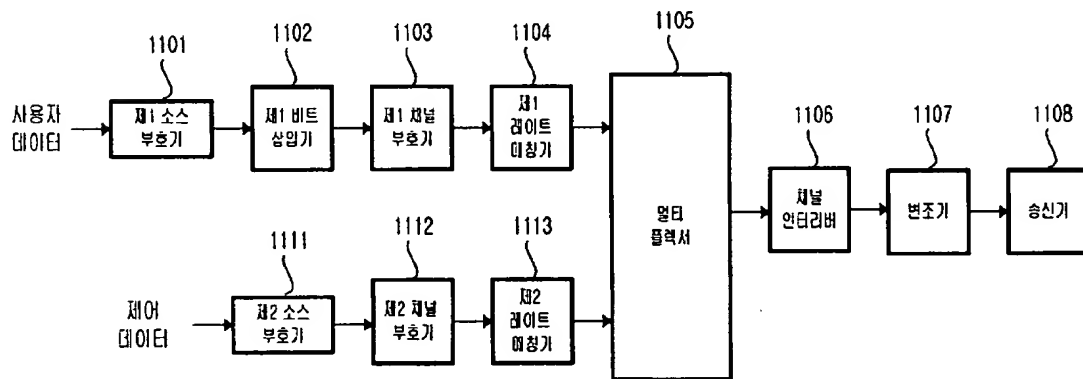 1101
1102
1103
1104
1105
사용자
데이터
제1 소스
부호기
제1 비트
삽입기
제1 채널
부호기
제1
레이트
매칭기
멀티
플렉서
1106
1107
1108
채널
인터리버
변조기
송신기
1111
1112
1113
제어
데이터
제2 소스
부호기
제2 채널
부호기
제2
레이트
매칭기